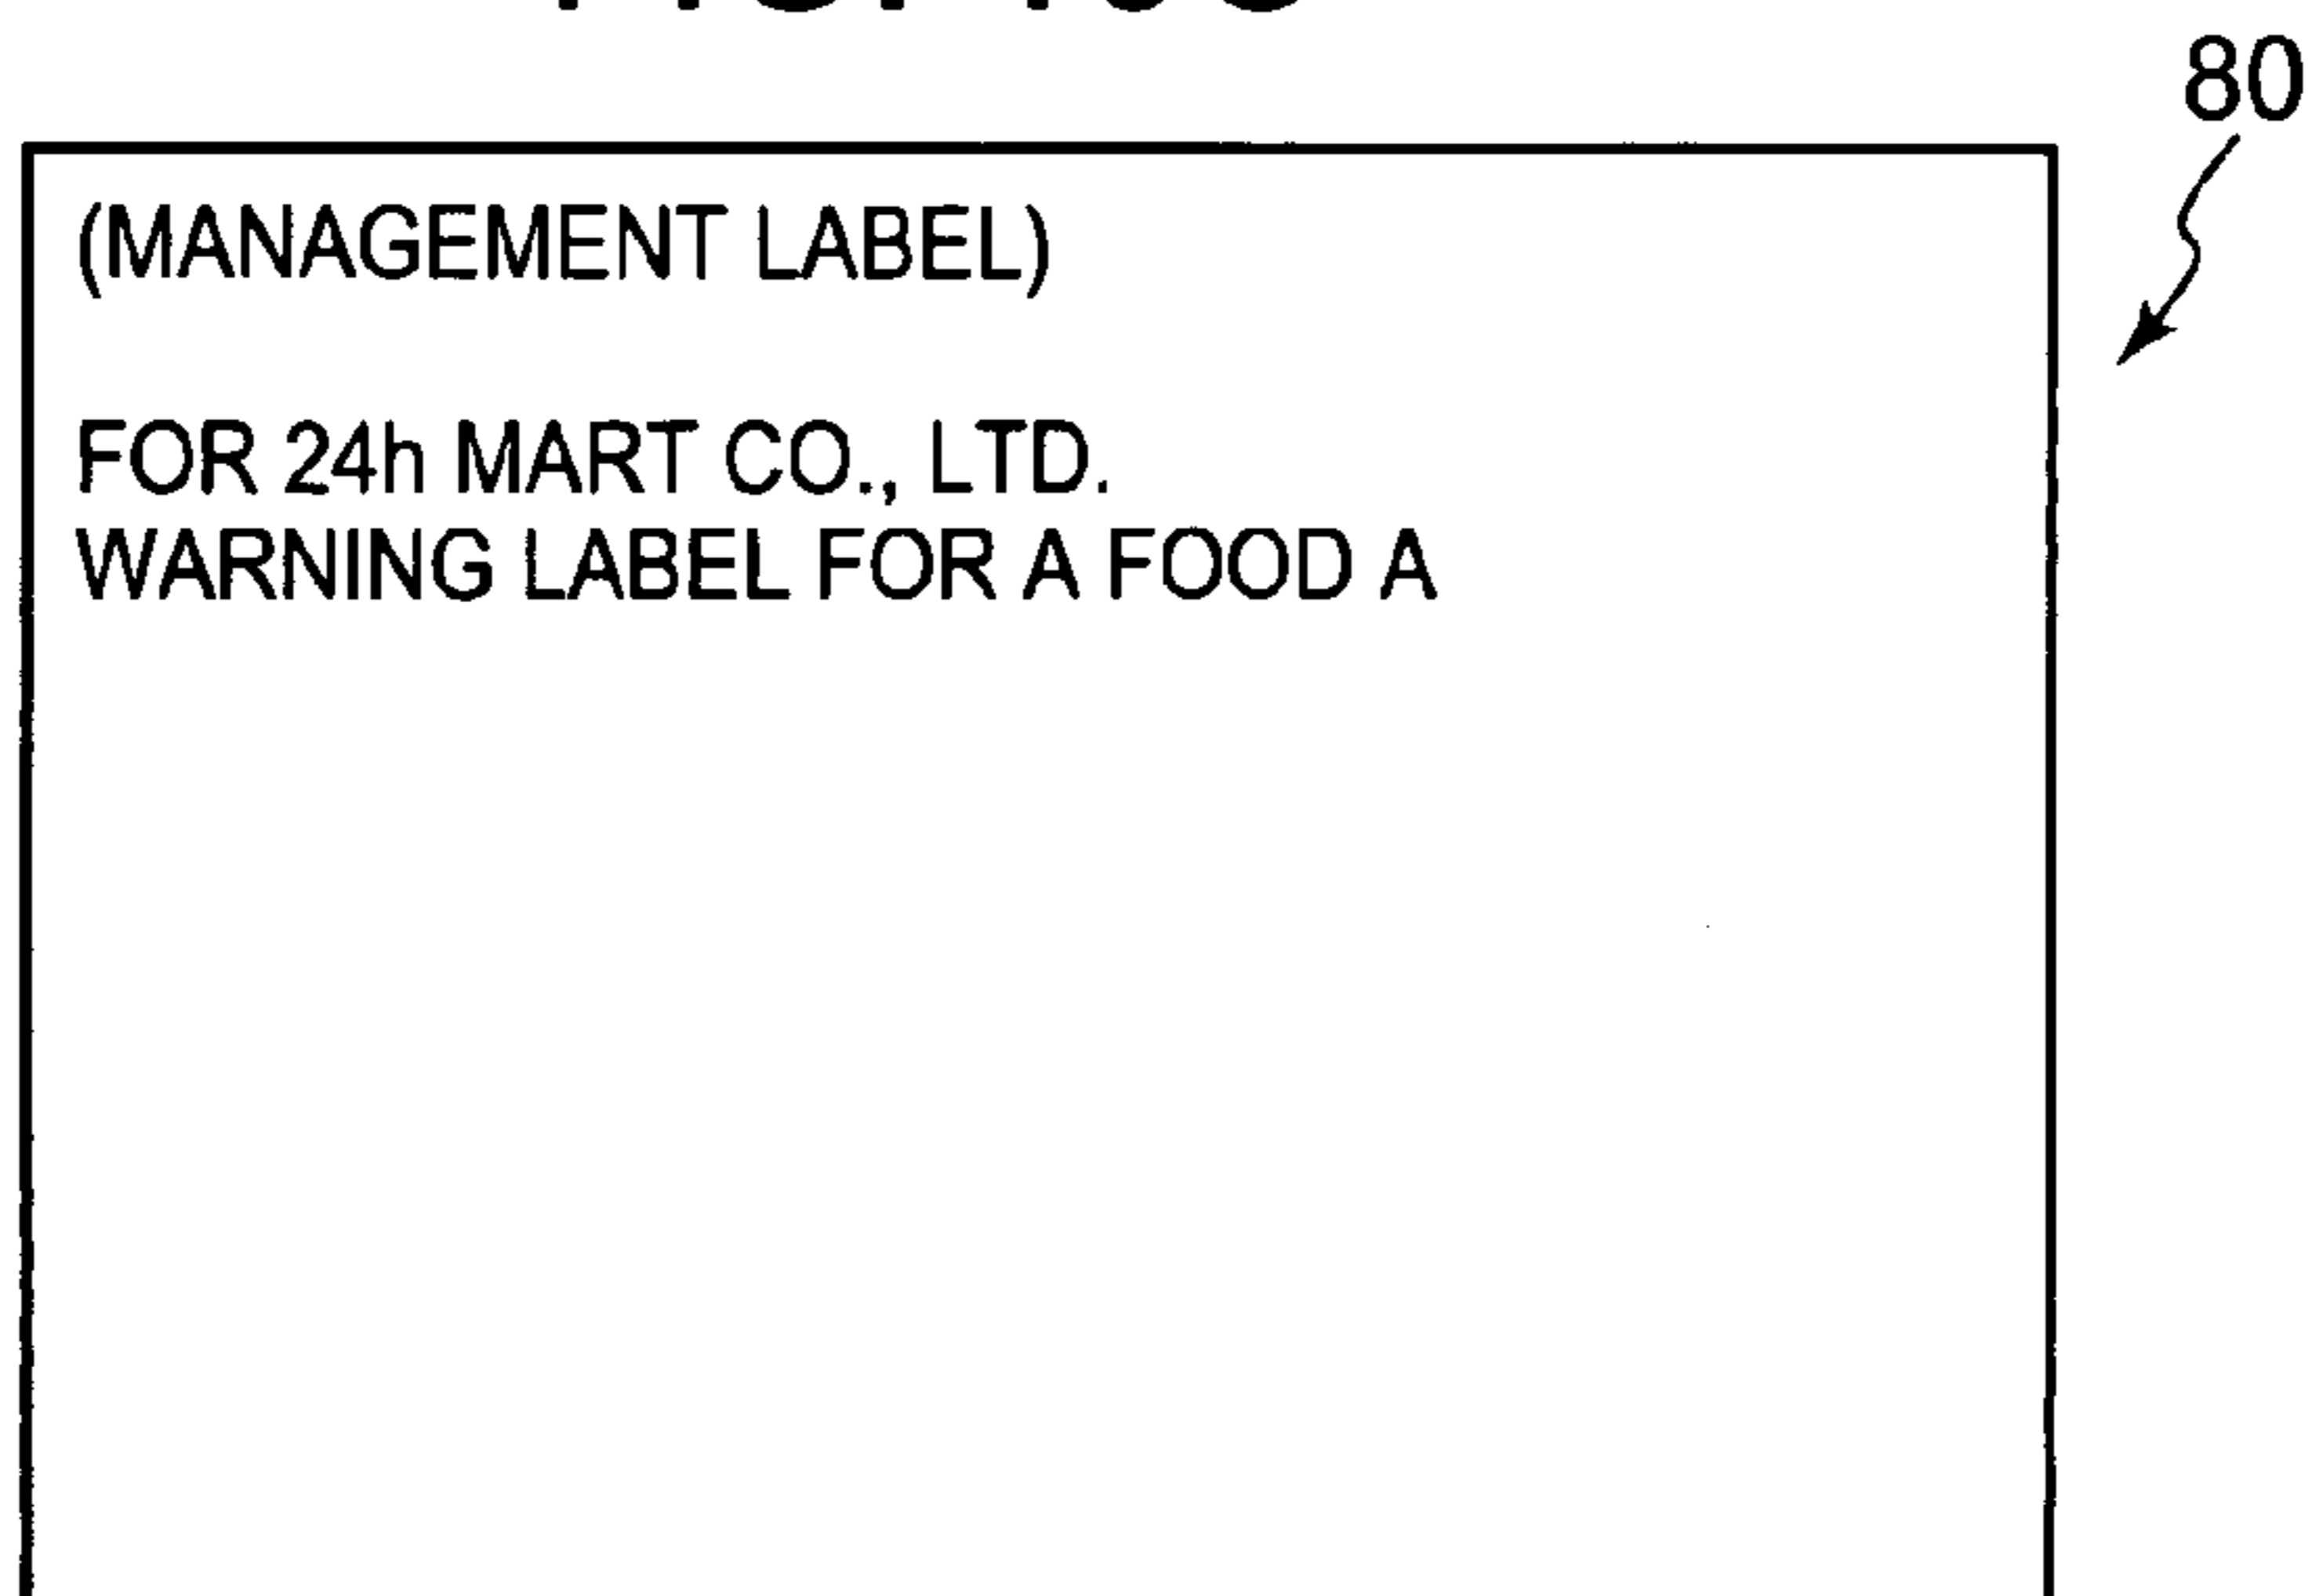 80
(MANAGEMENT LABEL)
FOR 24h MART CO., LTD.
WARNING LABEL FOR A FOOD A